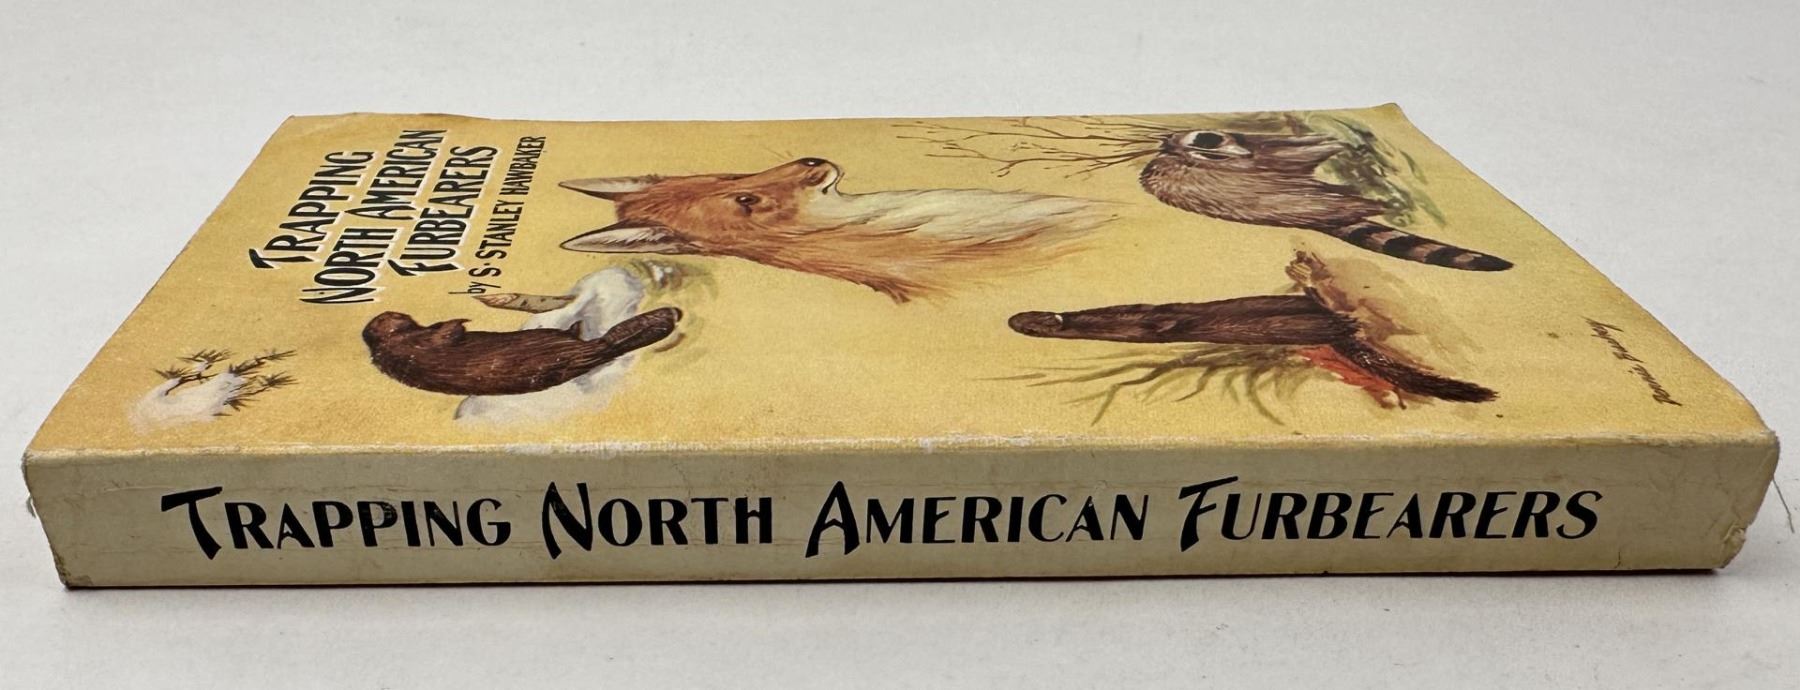 TRAPPING
NORTH AMERICAN
FURBEARERS
by S. STANLEY HAWBAKER
TRAPPING NORTH AMERICAN FURBEARERS